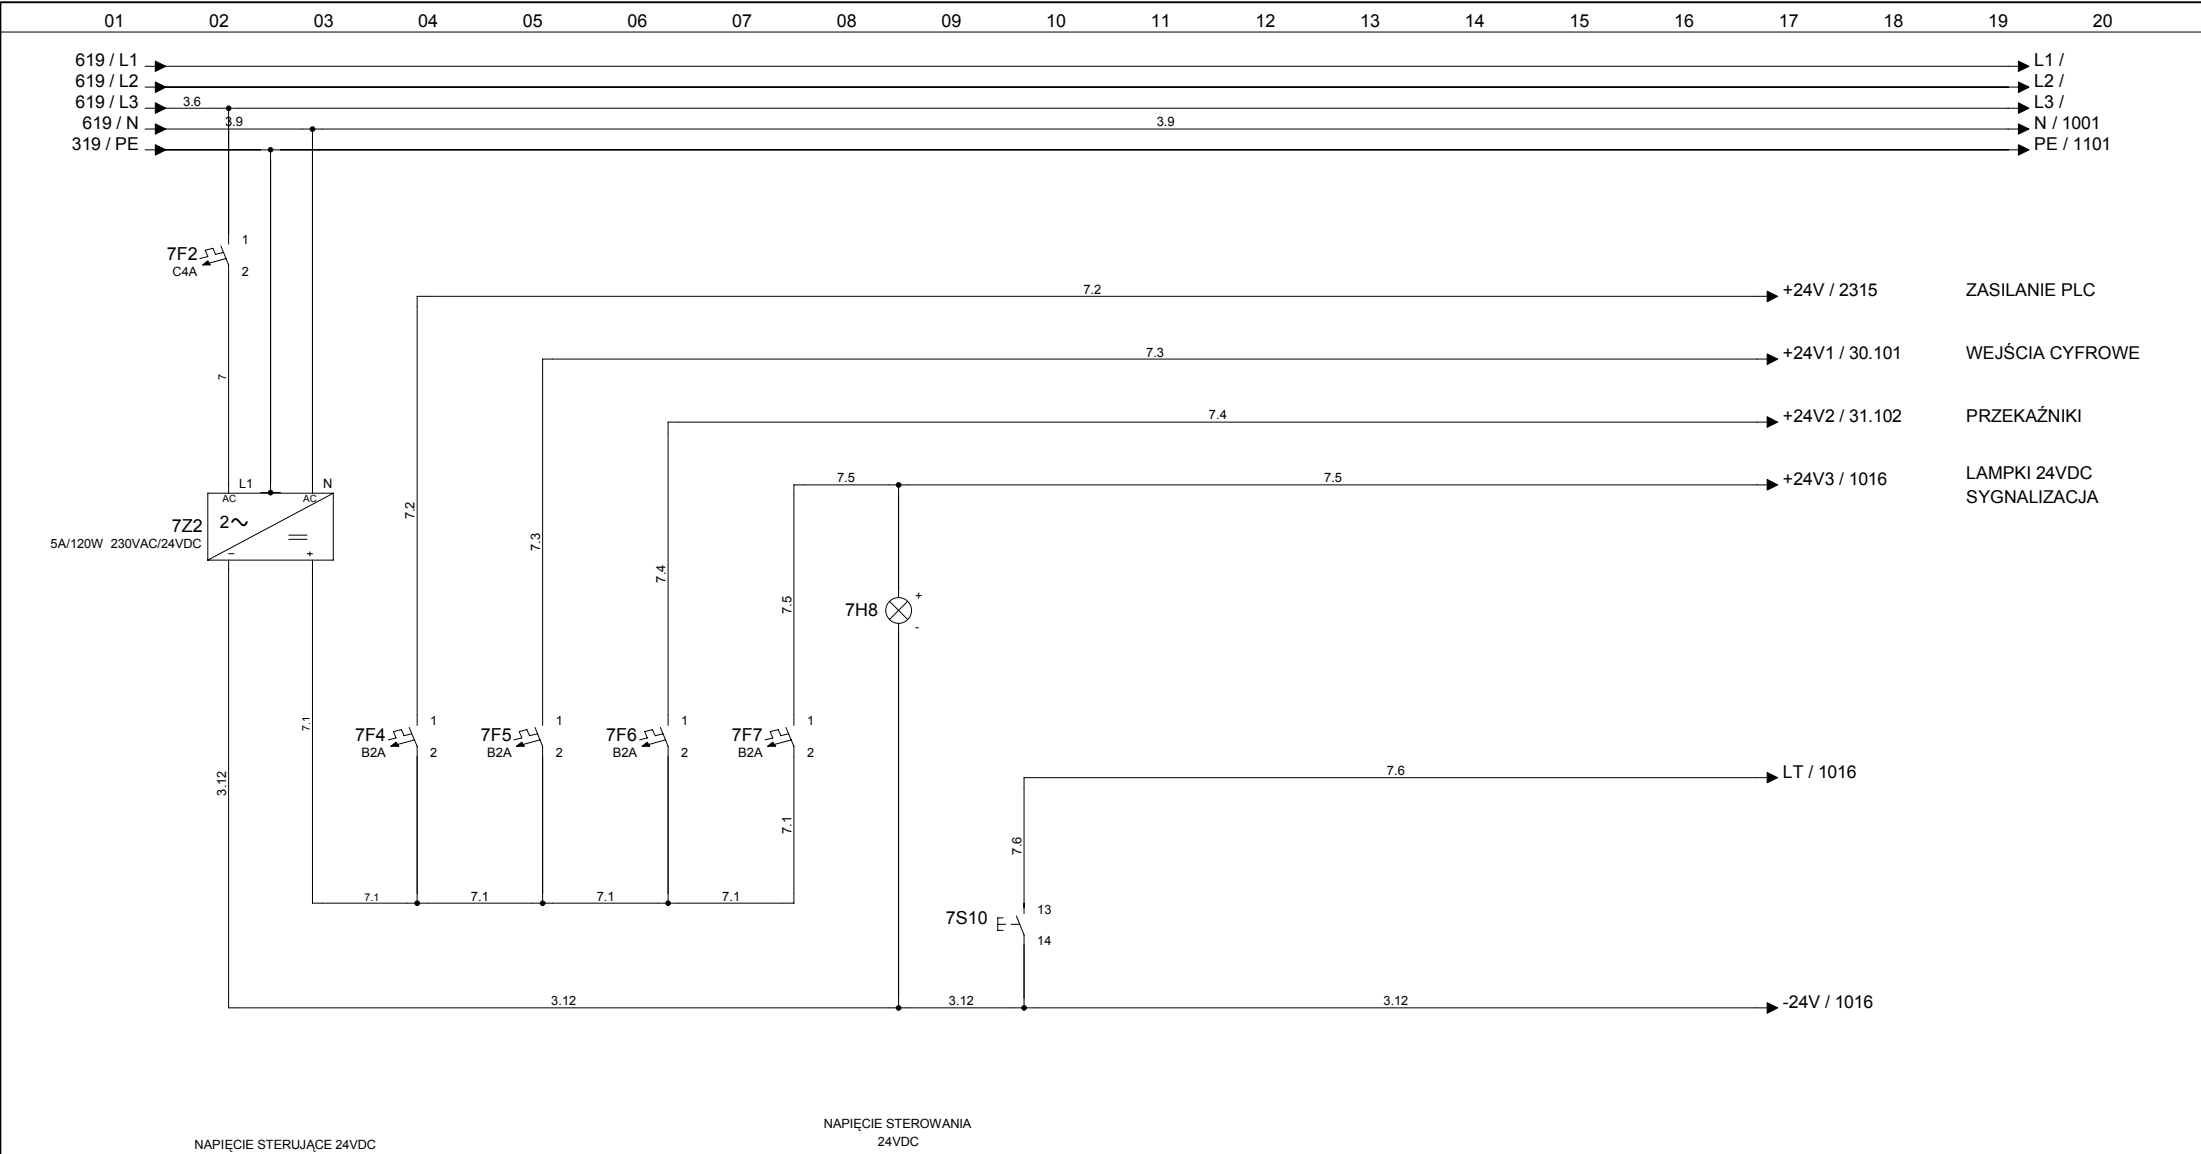 01 02 03 04 05 06 07 08 09 10 11 12 13 14 15 16 17 18 19 20
619 / L1 L1 /
619 / L2 L2 /
619 / L3 3.6 L3 /
619 / N 3.9 3.9 N / 1001
319 / PE PE / 1101
1
7F2
C4A 2
7.2 +24V / 2315 ZASILANIE PLC
7.3 +24V1 / 30.101 WEJŚCIA CYFROWE
7
7.4 +24V2 / 31.102 PRZEKAŹNIKI
7.5 7.5 +24V3 / 1016 LAMPKI 24VDC
SYGNALIZACJA
L1 N
AC AC
7.2
7Z2 2~
5A/120W 230VAC/24VDC
7.3
- +
7.4
7.5
7H8 +
-
7.1
7F4 1 7F5 1 7F6 1 7F7 1
B2A 2 B2A 2 B2A 2 B2A 2
3.12
7.6 LT / 1016
7.1
7.6
7.1 7.1 7.1 7.1
7S10 13
14
3.12 3.12 3.12 -24V / 1016
NAPIĘCIE STEROWANIA
24VDC
NAPIĘCIE STERUJĄCE 24VDC